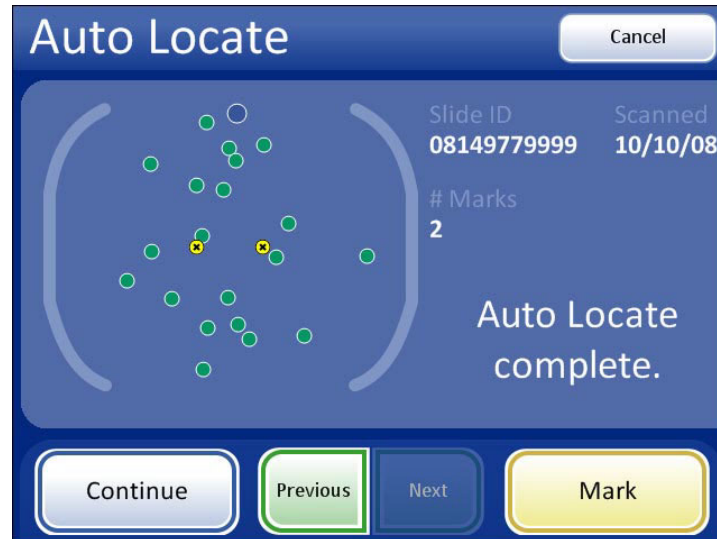 Auto Locate
Cancel
Slide ID
08149779999
Scanned
10/10/08
# Marks
2
Auto Locate
complete.
Continue
Previous
Next
Mark